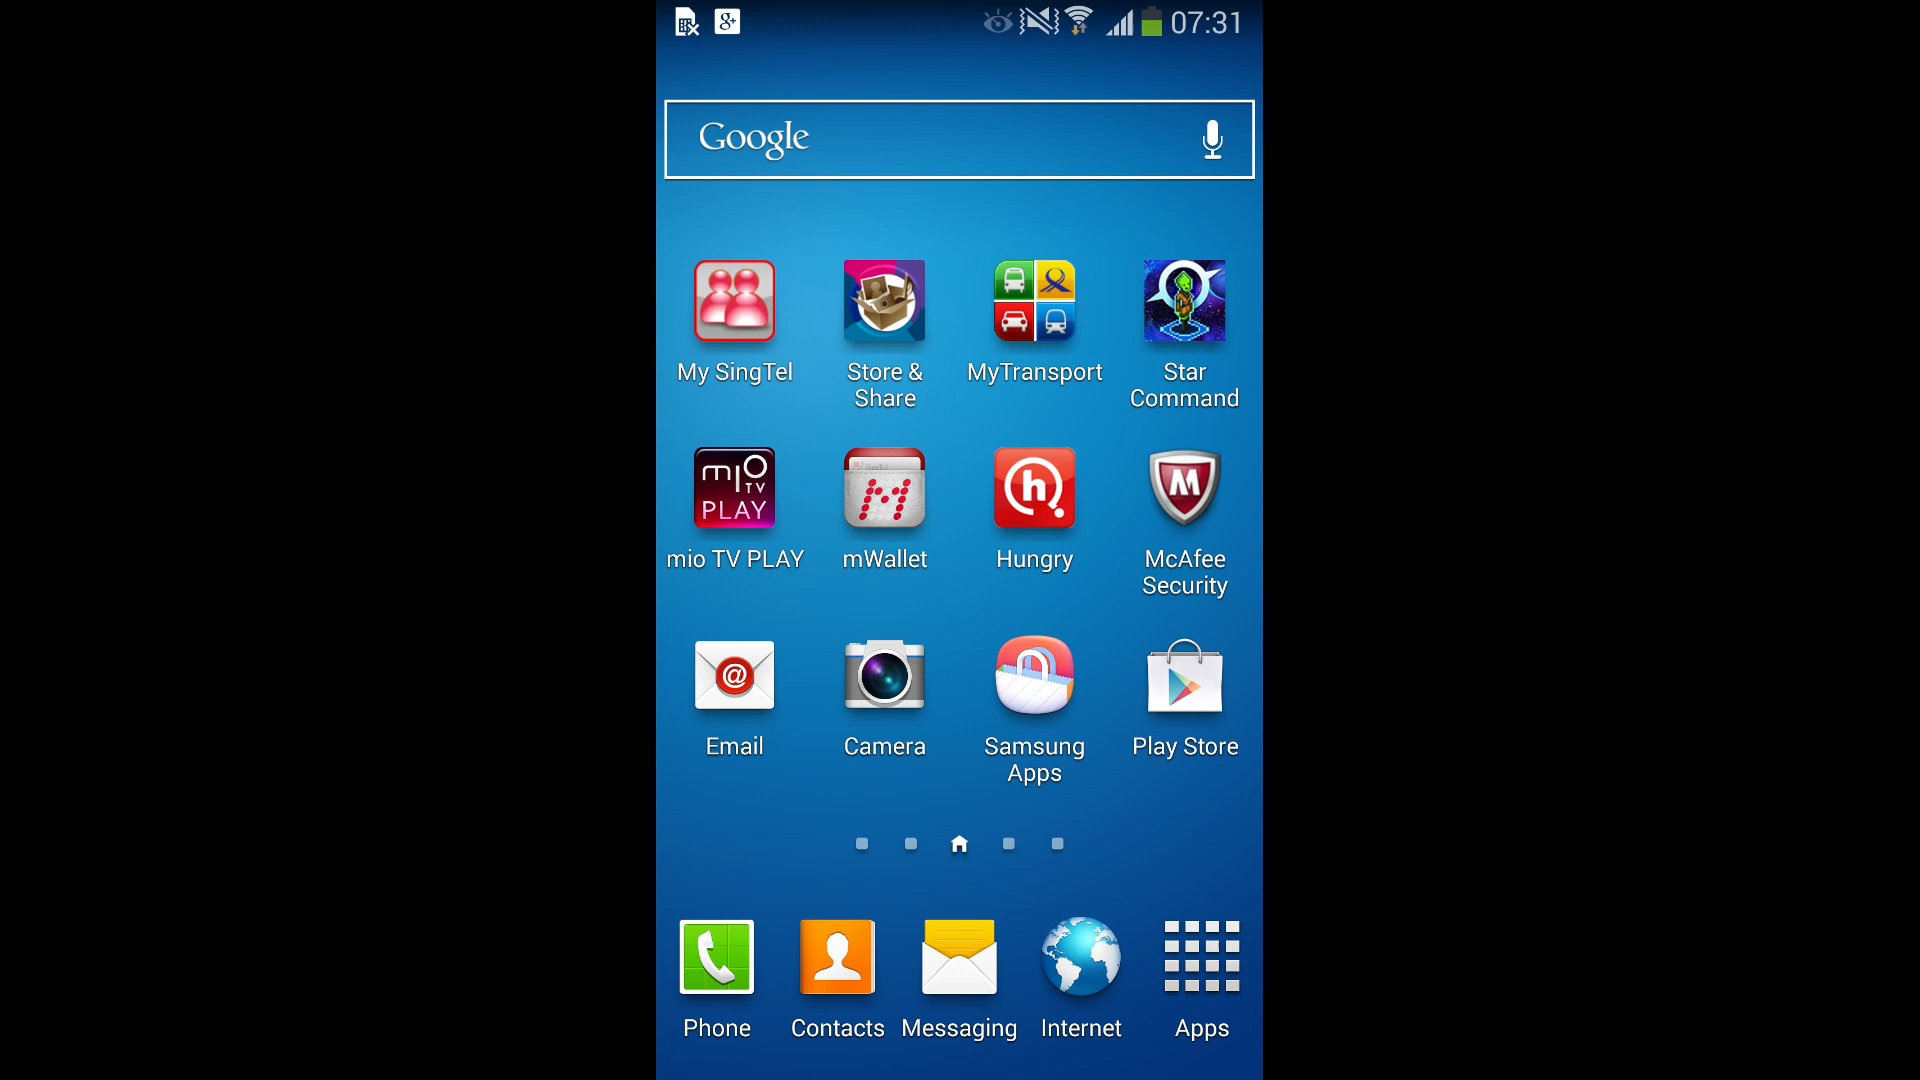 07:31
Google
My SingTel
Store &
Share
MyTransport
Star
Command
mio
TV
PLAY
M
h
M
mio TV PLAY
mWallet
Hungry
McAfee
Security
@
Email
Camera
Samsung
Apps
Play Store
Phone
Contacts
Messaging
Internet
Apps